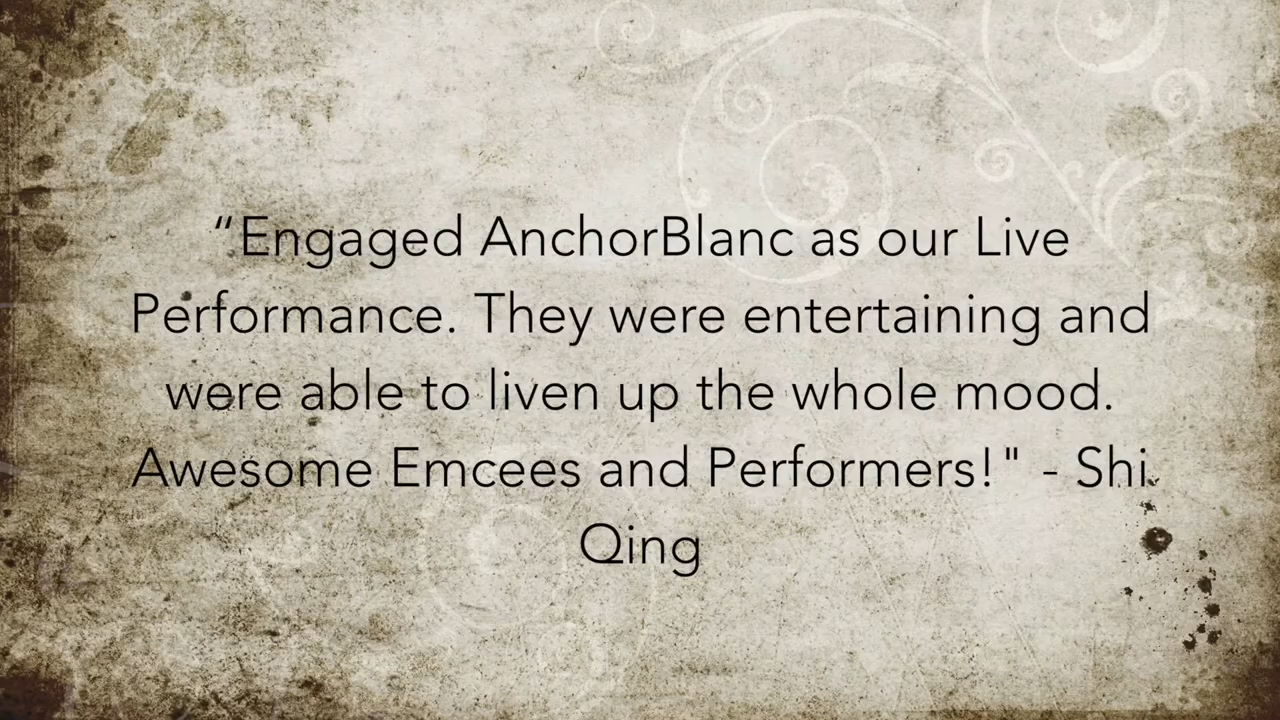 “Engaged AnchorBlanc as our Live
Performance. They were entertaining and
were able to liven up the whole mood.
Awesome Emcees and Performers!" - Shi
Qing